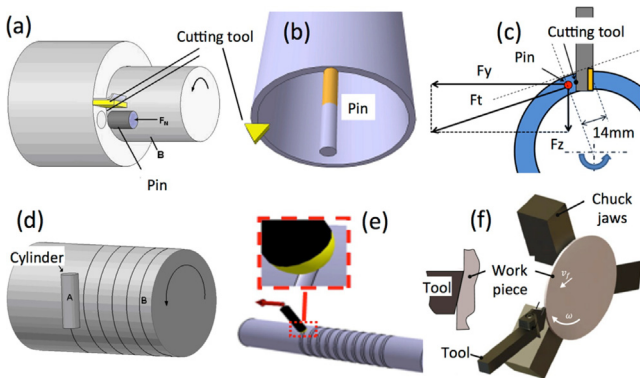 (a)
Cutting tool
F_N
B
Pin
(b)
Pin
(c)
Cutting tool
Pin
Fy
Ft
14mm
Fz
(d)
Cylinder
A
B
(e)
(f)
Chuck
jaws
Work
piece
Tool
v_f
ω
Tool